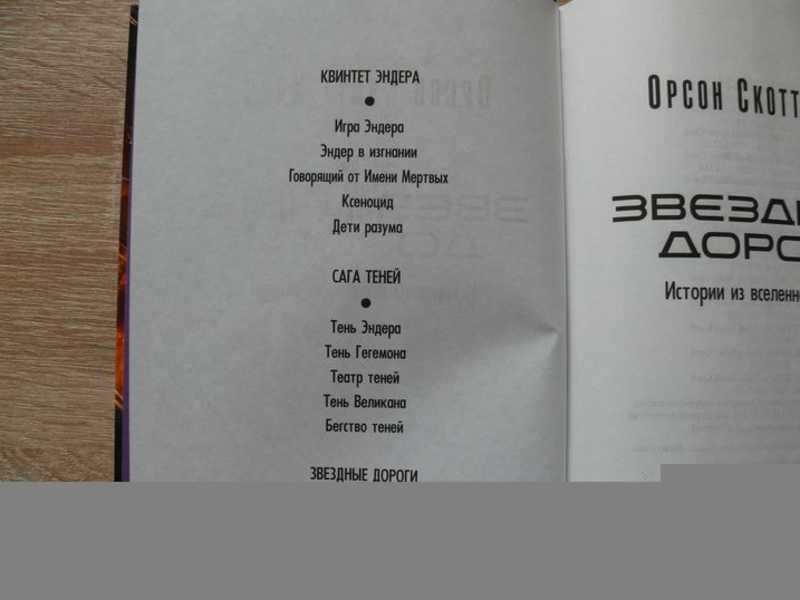 КВИНТЕТ ЭНДЕРА
Игра Эндера
Эндер в изгнании
Говорящий от Имени Мертвых
Ксеноцид
Дети разума
САГА ТЕНЕЙ
Тень Эндера
Тень Гегемона
Театр теней
Тень Великана
Бегство теней
ЗВЕЗДНЫЕ ДОРОГИ
Орсон Скотт
ЗВЕЗД
ДОРО
Истории из вселенн